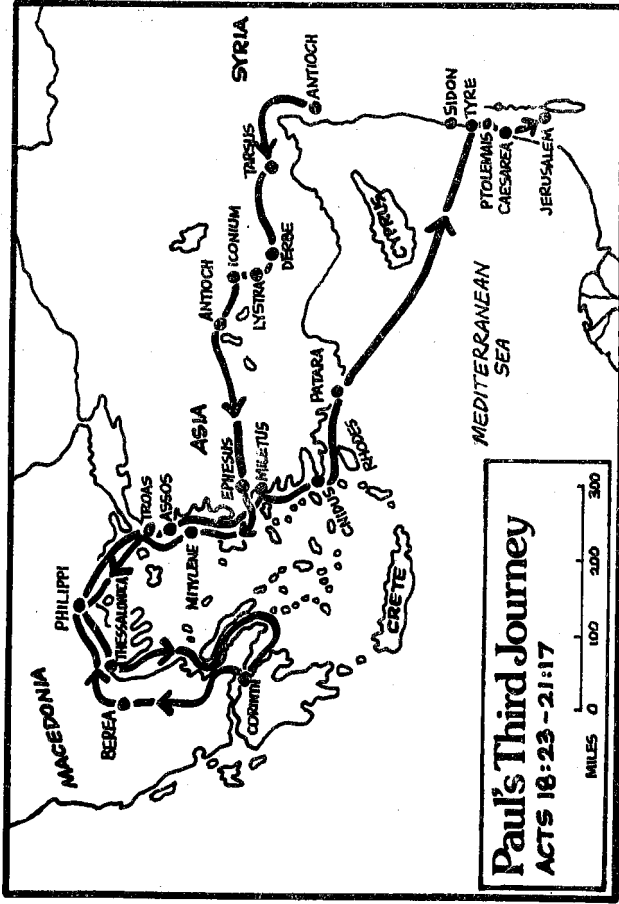 MACEDONIA
PHILIPPI
BEREA
THESSALONICA
TROAS
ASSOS
MITYLENE
CORINTH
ASIA
EPHESUS
MILETUS
ANTIOCH
ICONIUM
LYSTRA
DERBE
TARSUS
SYRIA
ANTIOCH
CNIDUS
RHODES
PATARA
CYPRUS
CRETE
SIDON
TYRE
PTOLEMAIS
CAESAREA
JERUSALEM
MEDITERRANEAN
SEA
Paul's Third Journey
ACTS 18:23-21:17
MILES 0 100 200 300